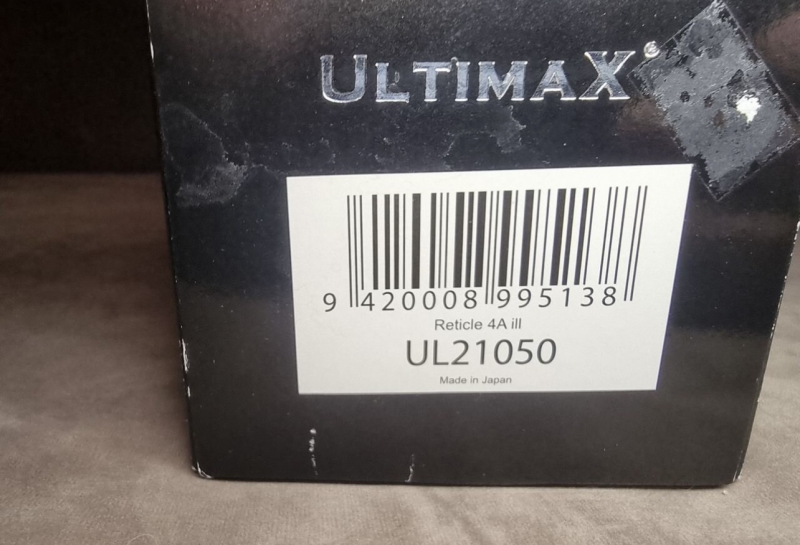 ULTIMAX®
9 420008 995138
Reticle 4A ill
UL21050
Made in Japan